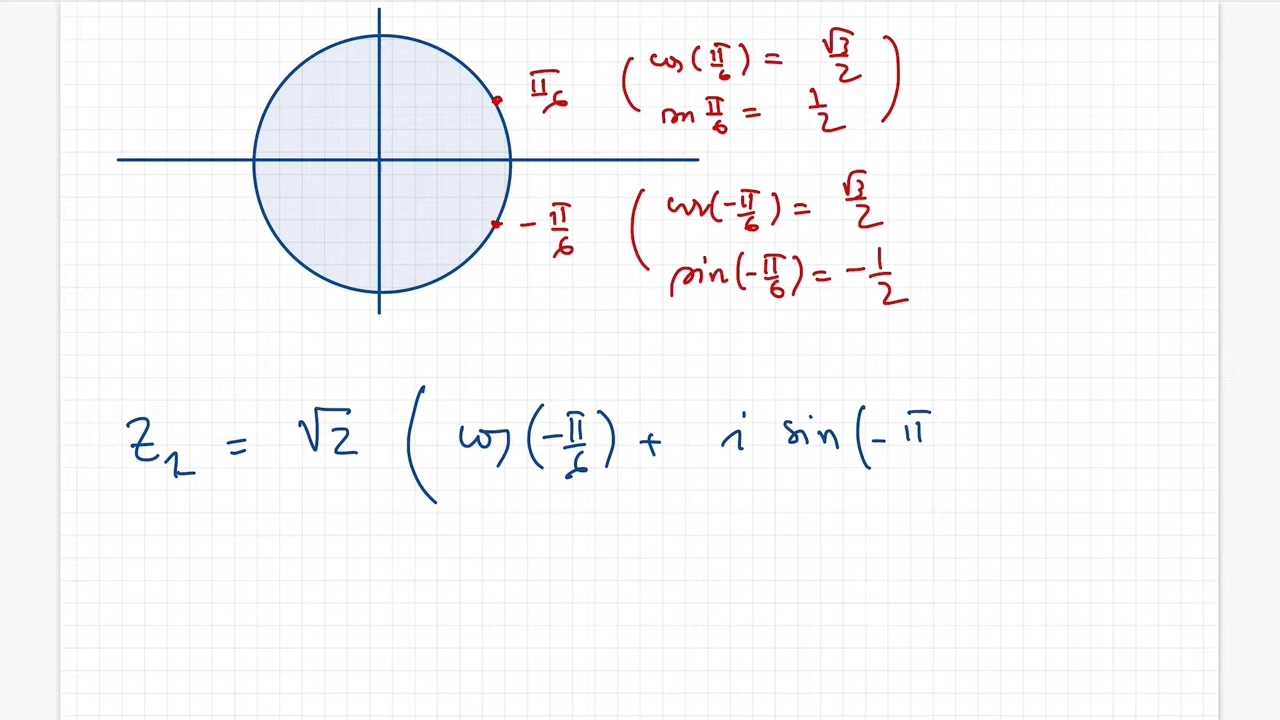 π/6
cos(π/6) = √3/2
sin π/6 = 1/2
-π/6
cos(-π/6) = √3/2
sin(-π/6) = -1/2
Z₂ = √2 ( cos(-π/6) + i sin(-π